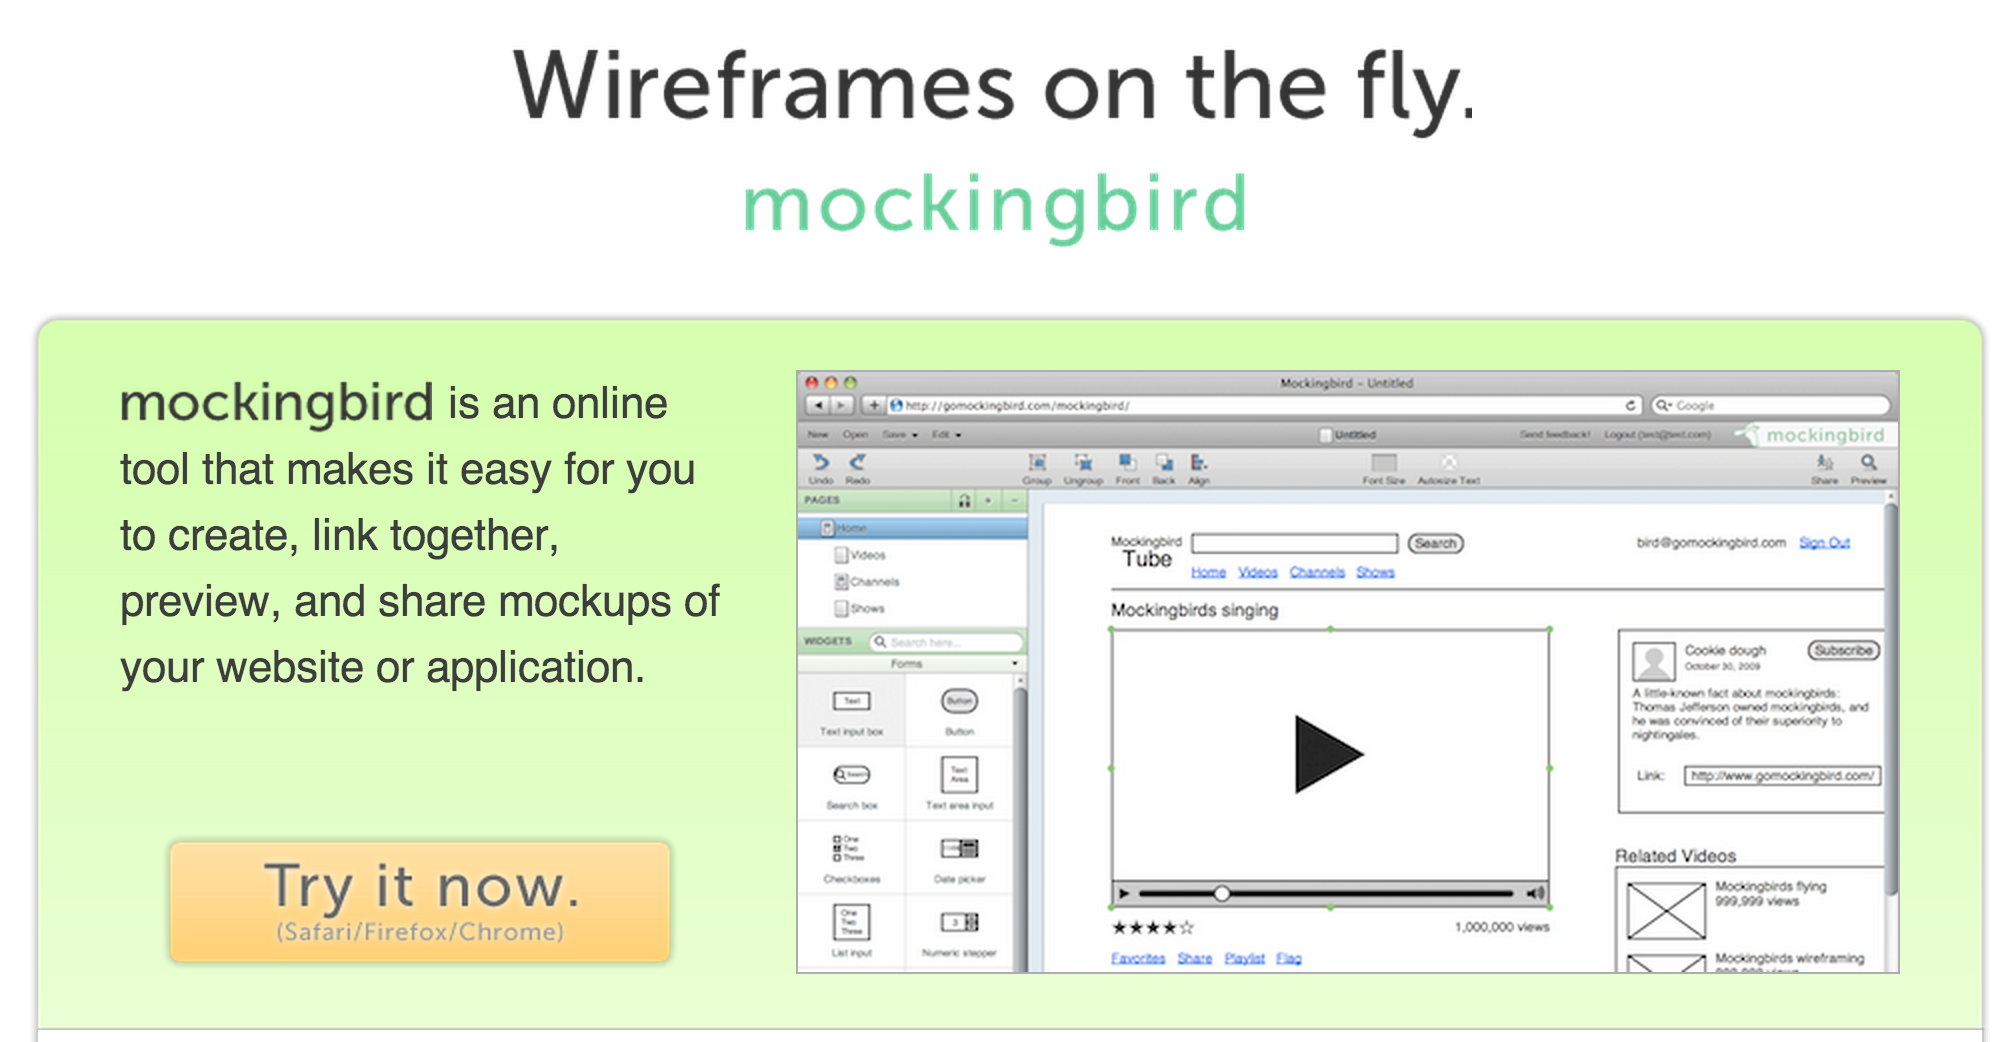 Wireframes on the fly.
mockingbird
mockingbird is an online
tool that makes it easy for you
to create, link together,
preview, and share mockups of
your website or application.
Try it now.
(Safari/Firefox/Chrome)
Mockingbird – Untitled
http://gomockingbird.com/mockingbird/
Google
New Open Save Edit
Untitled
Send feedback! Logout (test@test.com)
mockingbird
Undo Redo Group Ungroup Front Back Align Font Size Autosize Text Share Preview
PAGES
Home
Videos
Channels
Shows
WIDGETS Search here...
Forms
Text
Text input box
Button
Button
Search
Search box
Text
Area
Text area input
One
Two
Three
Checkboxes
Date picker
One
Two
Three
List input
3
Numeric stepper
Mockingbird
Tube
Search
bird@gomockingbird.com Sign Out
Home Videos Channels Shows
Mockingbirds singing
Cookie dough
October 30, 2009
Subscribe
A little-known fact about mockingbirds:
Thomas Jefferson owned mockingbirds, and
he was convinced of their superiority to
nightingales.
Link: http://www.gomockingbird.com/
1,000,000 views
Favorites Share Playlist Flag
Related Videos
Mockingbirds flying
999,999 views
Mockingbirds wireframing